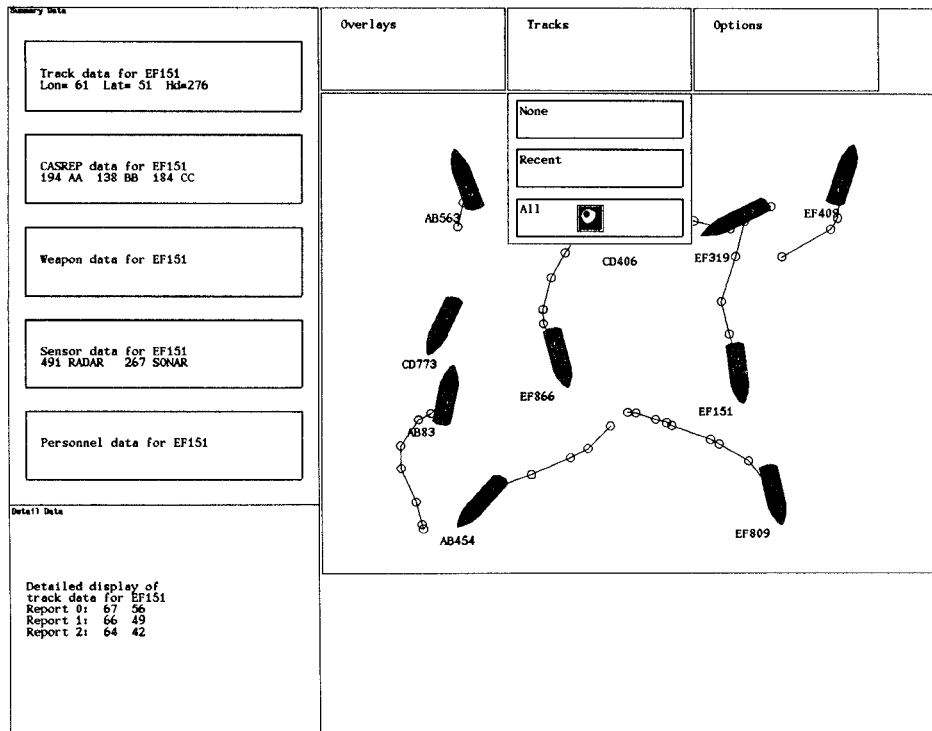 Summary Data
Track data for EF151
Lon= 61 Lat= 51 Hd=276
CASREP data for EF151
194 AA 138 BB 184 CC
Weapon data for EF151
Sensor data for EF151
491 RADAR 267 SONAR
Personnel data for EF151
Detail Data
Detailed display of
track data for EF151
Report 0: 67 56
Report 1: 66 49
Report 2: 64 42
Overlays
Tracks
Options
None
Recent
All
AB563
CD406
EF319
EF409
CD773
EF866
EF151
AB83
AB454
EF809